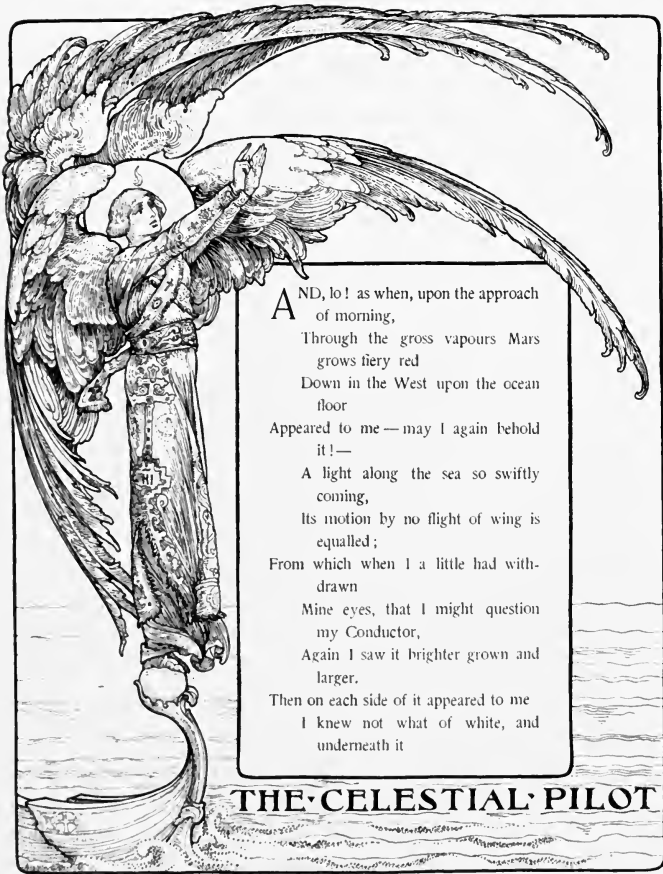 AND, lo! as when, upon the approach
of morning,
Through the gross vapours Mars
grows fiery red
Down in the West upon the ocean
floor
Appeared to me — may I again behold
it! —
A light along the sea so swiftly
coming,
Its motion by no flight of wing is
equalled;
From which when I a little had with-
drawn
Mine eyes, that I might question
my Conductor,
Again I saw it brighter grown and
larger.
Then on each side of it appeared to me
I knew not what of white, and
underneath it
THE·CELESTIAL·PILOT